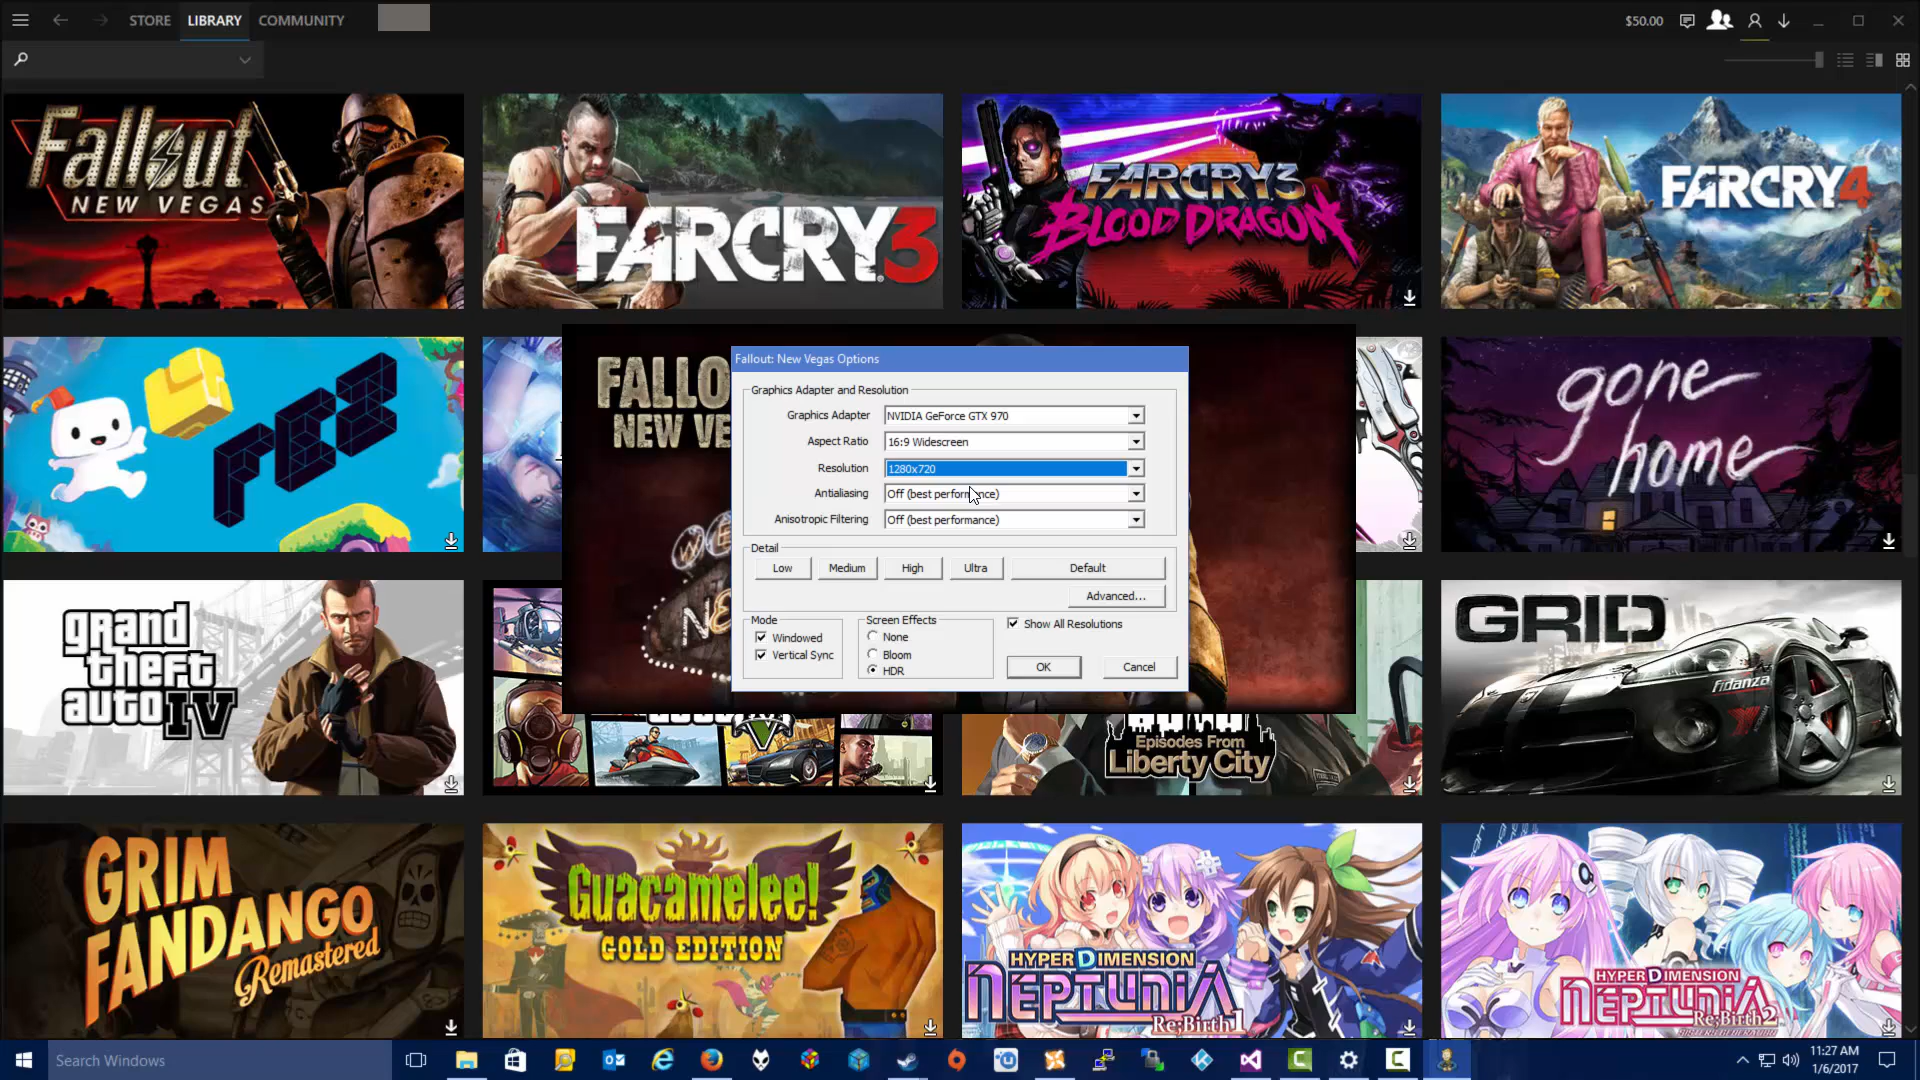 STORE LIBRARY COMMUNITY
$50.00
Fallout
NEW VEGAS
FARCRY3
FARCRY3
BLOOD DRAGON
FARCRY4
FEZ
FALLO
NEW VE
Fallout: New Vegas Options
Graphics Adapter and Resolution
Graphics Adapter NVIDIA GeForce GTX 970
Aspect Ratio 16:9 Widescreen
Resolution 1280x720
Antialiasing Off (best performance)
Anisotropic Filtering Off (best performance)
Detail
Low Medium High Ultra Default
Advanced...
Mode
Windowed
Vertical Sync
Screen Effects
None
Bloom
HDR
Show All Resolutions
OK Cancel
gone
home
grand
theft
auto IV
V
Episodes From
Liberty City
GRID
fidanza
GRIM
FANDANGO
Remastered
Guacamelee!
GOLD EDITION
HYPERDIMENSION
NEPTUNIA
Re;Birth1
HYPERDIMENSION
NEPTUNIA
Re;Birth2
Search Windows
11:27 AM
1/6/2017